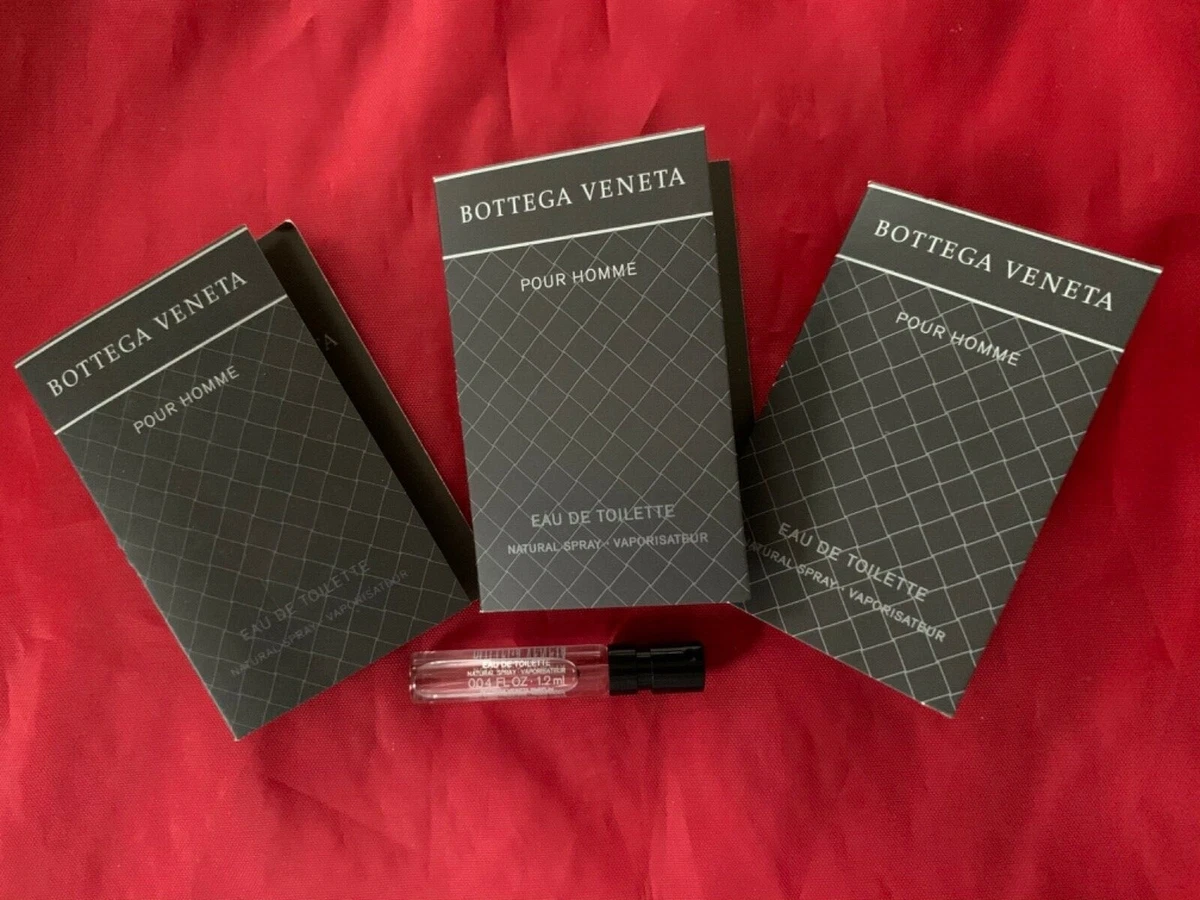 BOTTEGA VENETA
POUR HOMME
EAU DE TOILETTE
NATURAL SPRAY - VAPORISATEUR
BOTTEGA VENETA
POUR HOMME
EAU DE TOILETTE
NATURAL SPRAY - VAPORISATEUR
BOTTEGA VENETA
POUR HOMME
EAU DE TOILETTE
NATURAL SPRAY - VAPORISATEUR
EAU DE TOILETTE
NATURAL SPRAY - VAPORISATEUR
0.04 FL OZ - 1.2 ml